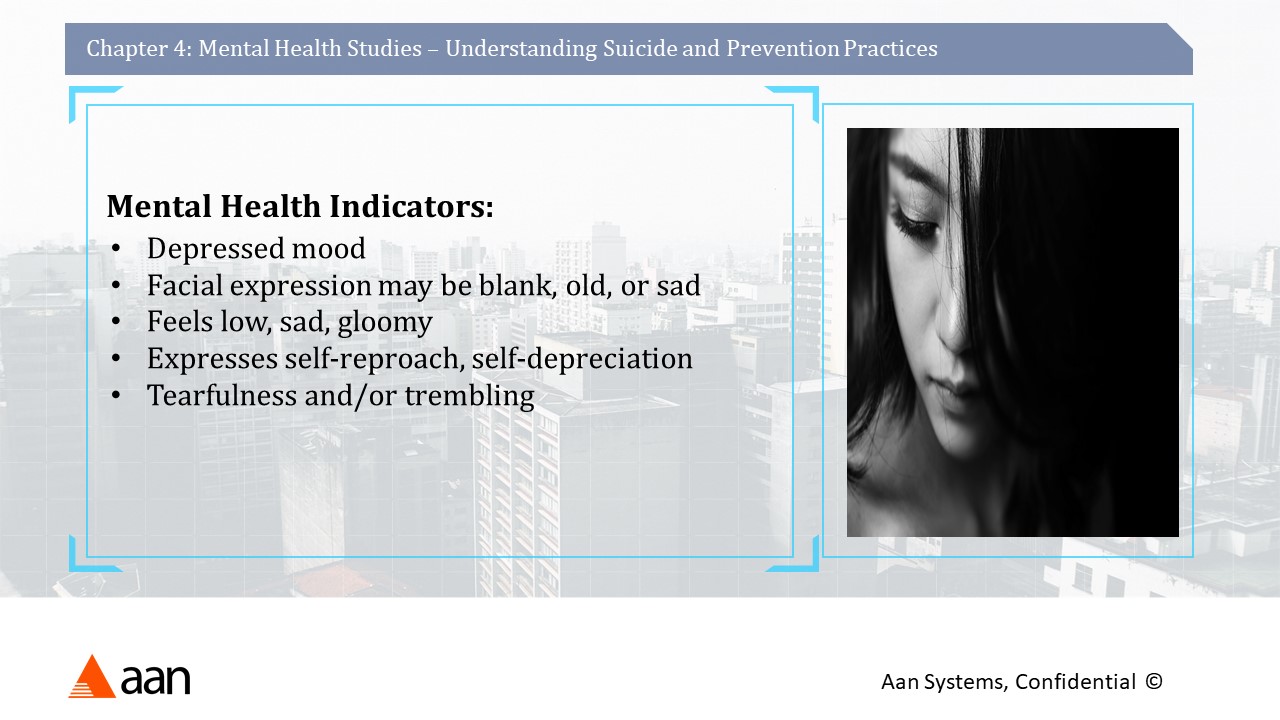 Chapter 4: Mental Health Studies – Understanding Suicide and Prevention Practices
Mental Health Indicators:
• Depressed mood
• Facial expression may be blank, old, or sad
• Feels low, sad, gloomy
• Expresses self-reproach, self-depreciation
• Tearfulness and/or trembling
aan
Aan Systems, Confidential ©